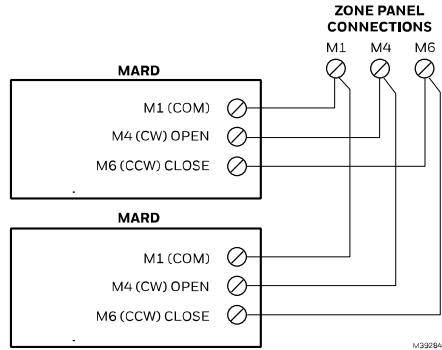 ZONE PANEL
CONNECTIONS
M1 M4 M6
MARD
M1 (COM)
M4 (CW) OPEN
M6 (CCW) CLOSE
MARD
M1 (COM)
M4 (CW) OPEN
M6 (CCW) CLOSE
M39284